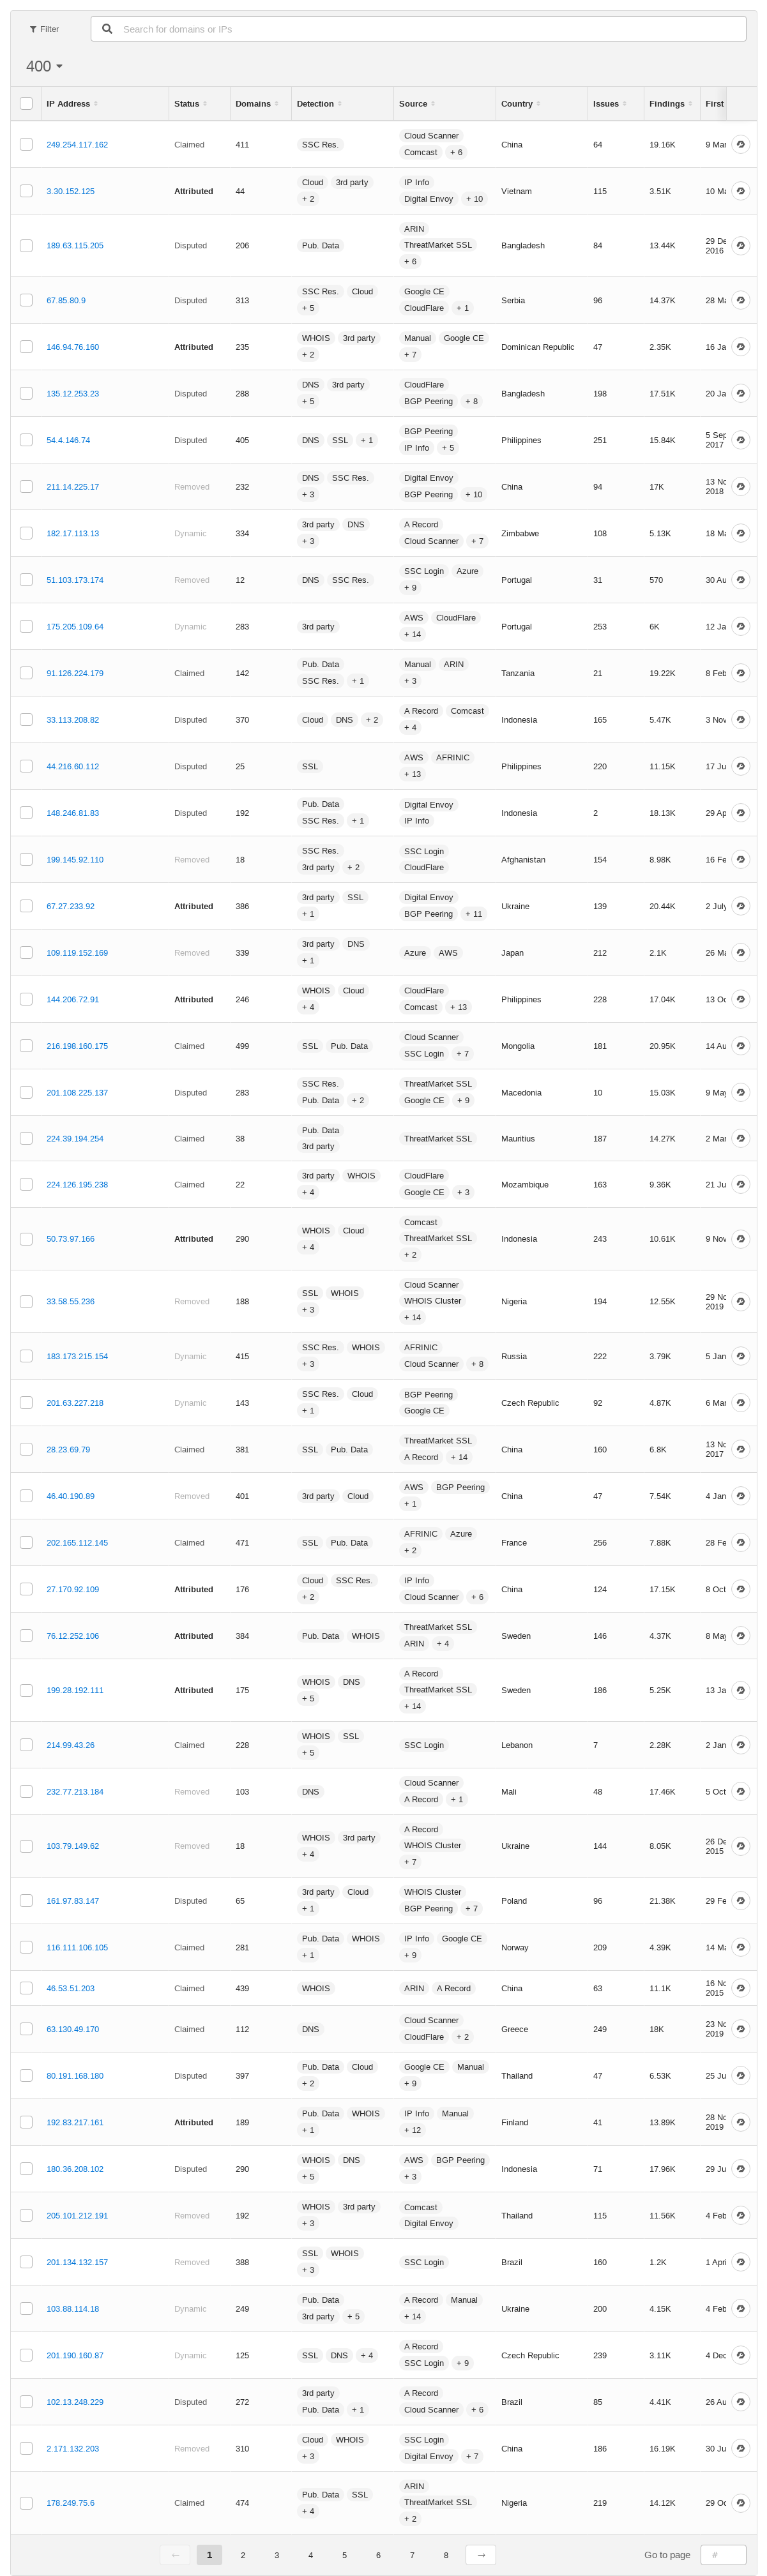 Filter
Search for domains or IPs
400
IP Address Status Domains Detection Source Country Issues Findings First
249.254.117.162 Claimed 411 SSC Res. Cloud Scanner Comcast + 6 China 64 19.16K 9 Mar
3.30.152.125 Attributed 44 Cloud 3rd party + 2 IP Info Digital Envoy + 10 Vietnam 115 3.51K 10 Ma
189.63.115.205 Disputed 206 Pub. Data ARIN ThreatMarket SSL + 6 Bangladesh 84 13.44K 29 De 2016
67.85.80.9 Disputed 313 SSC Res. Cloud + 5 Google CE CloudFlare + 1 Serbia 96 14.37K 28 Ma
146.94.76.160 Attributed 235 WHOIS 3rd party + 2 Manual Google CE + 7 Dominican Republic 47 2.35K 16 Ja
135.12.253.23 Disputed 288 DNS 3rd party + 5 CloudFlare BGP Peering + 8 Bangladesh 198 17.51K 20 Ja
54.4.146.74 Disputed 405 DNS SSL + 1 BGP Peering IP Info + 5 Philippines 251 15.84K 5 Sep 2017
211.14.225.17 Removed 232 DNS SSC Res. + 3 Digital Envoy BGP Peering + 10 China 94 17K 13 No 2018
182.17.113.13 Dynamic 334 3rd party DNS + 3 A Record Cloud Scanner + 7 Zimbabwe 108 5.13K 18 Ma
51.103.173.174 Removed 12 DNS SSC Res. SSC Login Azure + 9 Portugal 31 570 30 Au
175.205.109.64 Dynamic 283 3rd party AWS CloudFlare + 14 Portugal 253 6K 12 Ja
91.126.224.179 Claimed 142 Pub. Data SSC Res. + 1 Manual ARIN + 3 Tanzania 21 19.22K 8 Feb
33.113.208.82 Disputed 370 Cloud DNS + 2 A Record Comcast + 4 Indonesia 165 5.47K 3 Nov
44.216.60.112 Disputed 25 SSL AWS AFRINIC + 13 Philippines 220 11.15K 17 Ju
148.246.81.83 Disputed 192 Pub. Data SSC Res. + 1 Digital Envoy IP Info Indonesia 2 18.13K 29 Ap
199.145.92.110 Removed 18 SSC Res. 3rd party + 2 SSC Login CloudFlare Afghanistan 154 8.98K 16 Fe
67.27.233.92 Attributed 386 3rd party SSL + 1 Digital Envoy BGP Peering + 11 Ukraine 139 20.44K 2 July
109.119.152.169 Removed 339 3rd party DNS + 1 Azure AWS Japan 212 2.1K 26 Ma
144.206.72.91 Attributed 246 WHOIS Cloud + 4 CloudFlare Comcast + 13 Philippines 228 17.04K 13 Oc
216.198.160.175 Claimed 499 SSL Pub. Data Cloud Scanner SSC Login + 7 Mongolia 181 20.95K 14 Au
201.108.225.137 Disputed 283 SSC Res. Pub. Data + 2 ThreatMarket SSL Google CE + 9 Macedonia 10 15.03K 9 May
224.39.194.254 Claimed 38 Pub. Data 3rd party ThreatMarket SSL Mauritius 187 14.27K 2 Mar
224.126.195.238 Claimed 22 3rd party WHOIS + 4 CloudFlare Google CE + 3 Mozambique 163 9.36K 21 Ju
50.73.97.166 Attributed 290 WHOIS Cloud + 4 Comcast ThreatMarket SSL + 2 Indonesia 243 10.61K 9 Nov
33.58.55.236 Removed 188 SSL WHOIS + 3 Cloud Scanner WHOIS Cluster + 14 Nigeria 194 12.55K 29 No 2019
183.173.215.154 Dynamic 415 SSC Res. WHOIS + 3 AFRINIC Cloud Scanner + 8 Russia 222 3.79K 5 Jan
201.63.227.218 Dynamic 143 SSC Res. Cloud + 1 BGP Peering Google CE Czech Republic 92 4.87K 6 Mar
28.23.69.79 Claimed 381 SSL Pub. Data ThreatMarket SSL A Record + 14 China 160 6.8K 13 No 2017
46.40.190.89 Removed 401 3rd party Cloud AWS BGP Peering + 1 China 47 7.54K 4 Jan
202.165.112.145 Claimed 471 SSL Pub. Data AFRINIC Azure + 2 France 256 7.88K 28 Fe
27.170.92.109 Attributed 176 Cloud SSC Res. + 2 IP Info Cloud Scanner + 6 China 124 17.15K 8 Oct
76.12.252.106 Attributed 384 Pub. Data WHOIS ThreatMarket SSL ARIN + 4 Sweden 146 4.37K 8 May
199.28.192.111 Attributed 175 WHOIS DNS + 5 A Record ThreatMarket SSL + 14 Sweden 186 5.25K 13 Ja
214.99.43.26 Claimed 228 WHOIS SSL + 5 SSC Login Lebanon 7 2.28K 2 Jan
232.77.213.184 Removed 103 DNS Cloud Scanner A Record + 1 Mali 48 17.46K 5 Oct
103.79.149.62 Removed 18 WHOIS 3rd party + 4 A Record WHOIS Cluster + 7 Ukraine 144 8.05K 26 De 2015
161.97.83.147 Disputed 65 3rd party Cloud + 1 WHOIS Cluster BGP Peering + 7 Poland 96 21.38K 29 Fe
116.111.106.105 Claimed 281 Pub. Data WHOIS + 1 IP Info Google CE + 9 Norway 209 4.39K 14 Ma
46.53.51.203 Claimed 439 WHOIS ARIN A Record China 63 11.1K 16 No 2015
63.130.49.170 Claimed 112 DNS Cloud Scanner CloudFlare + 2 Greece 249 18K 23 No 2019
80.191.168.180 Disputed 397 Pub. Data Cloud + 2 Google CE Manual + 9 Thailand 47 6.53K 25 Ju
192.83.217.161 Attributed 189 Pub. Data WHOIS + 1 IP Info Manual + 12 Finland 41 13.89K 28 No 2019
180.36.208.102 Disputed 290 WHOIS DNS + 5 AWS BGP Peering + 3 Indonesia 71 17.96K 29 Ju
205.101.212.191 Removed 192 WHOIS 3rd party + 3 Comcast Digital Envoy Thailand 115 11.56K 4 Feb
201.134.132.157 Removed 388 SSL WHOIS + 3 SSC Login Brazil 160 1.2K 1 Apri
103.88.114.18 Dynamic 249 Pub. Data 3rd party + 5 A Record Manual + 14 Ukraine 200 4.15K 4 Feb
201.190.160.87 Dynamic 125 SSL DNS + 4 A Record SSC Login + 9 Czech Republic 239 3.11K 4 Dec
102.13.248.229 Disputed 272 3rd party Pub. Data + 1 A Record Cloud Scanner + 6 Brazil 85 4.41K 26 Au
2.171.132.203 Removed 310 Cloud WHOIS + 3 SSC Login Digital Envoy + 7 China 186 16.19K 30 Ju
178.249.75.6 Claimed 474 Pub. Data SSL + 4 ARIN ThreatMarket SSL + 2 Nigeria 219 14.12K 29 Oc
← 1 2 3 4 5 6 7 8 → Go to page #